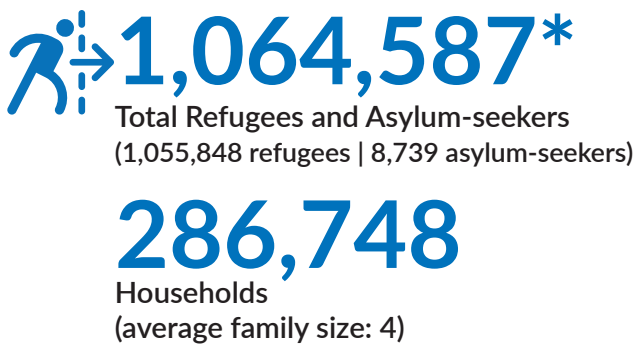 1,064,587*
Total Refugees and Asylum-seekers
(1,055,848 refugees | 8,739 asylum-seekers)
286,748
Households
(average family size: 4)